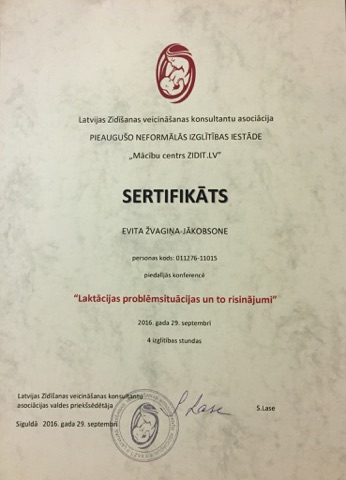 Latvijas Zīdīšanas veicināšanas konsultantu asociācija
PIEAUGUŠO NEFORMĀLĀS IZGLĪTĪBAS IESTĀDE
„Mācību centrs ZIDIT.LV”
SERTIFIKĀTS
EVITA ŽVAGIŅA-JĀKOBSONE
personas kods: 011276-11015
piedalījās konferencē
“Laktācijas problēmsituācijas un to risinājumi”
2016. gada 29. septembrī
4 izglītības stundas
Latvijas Zīdīšanas veicināšanas konsultantu
asociācijas valdes priekšsēdētāja
S Lase
S.Lase
Siguldā 2016. gada 29. septembrī